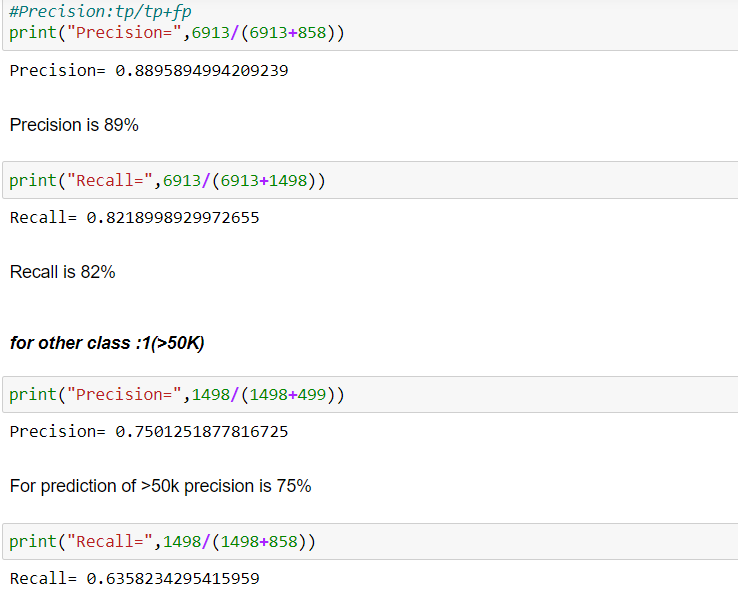 #Precision:tp/tp+fp
print("Precision=",6913/(6913+858))
Precision= 0.8895894994209239
Precision is 89%
print("Recall=",6913/(6913+1498))
Recall= 0.8218998929972655
Recall is 82%
for other class :1(>50K)
print("Precision=",1498/(1498+499))
Precision= 0.7501251877816725
For prediction of >50k precision is 75%
print("Recall=",1498/(1498+858))
Recall= 0.6358234295415959